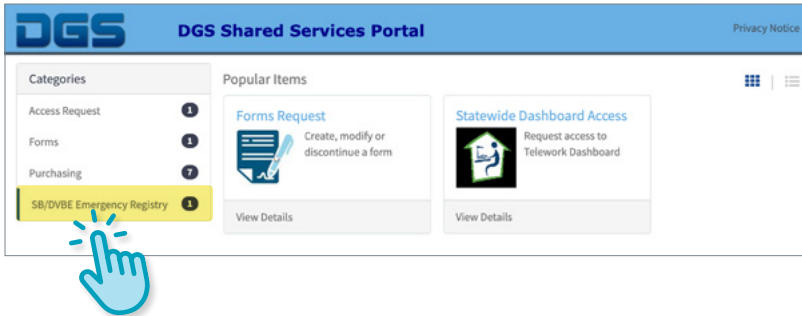 DGS
DGS Shared Services Portal
Privacy Notice
Categories
Access Request 1
Forms 1
Purchasing 7
SB/DVBE Emergency Registry 1
Popular Items
Forms Request
Create, modify or
discontinue a form
View Details
Statewide Dashboard Access
Request access to
Telework Dashboard
View Details